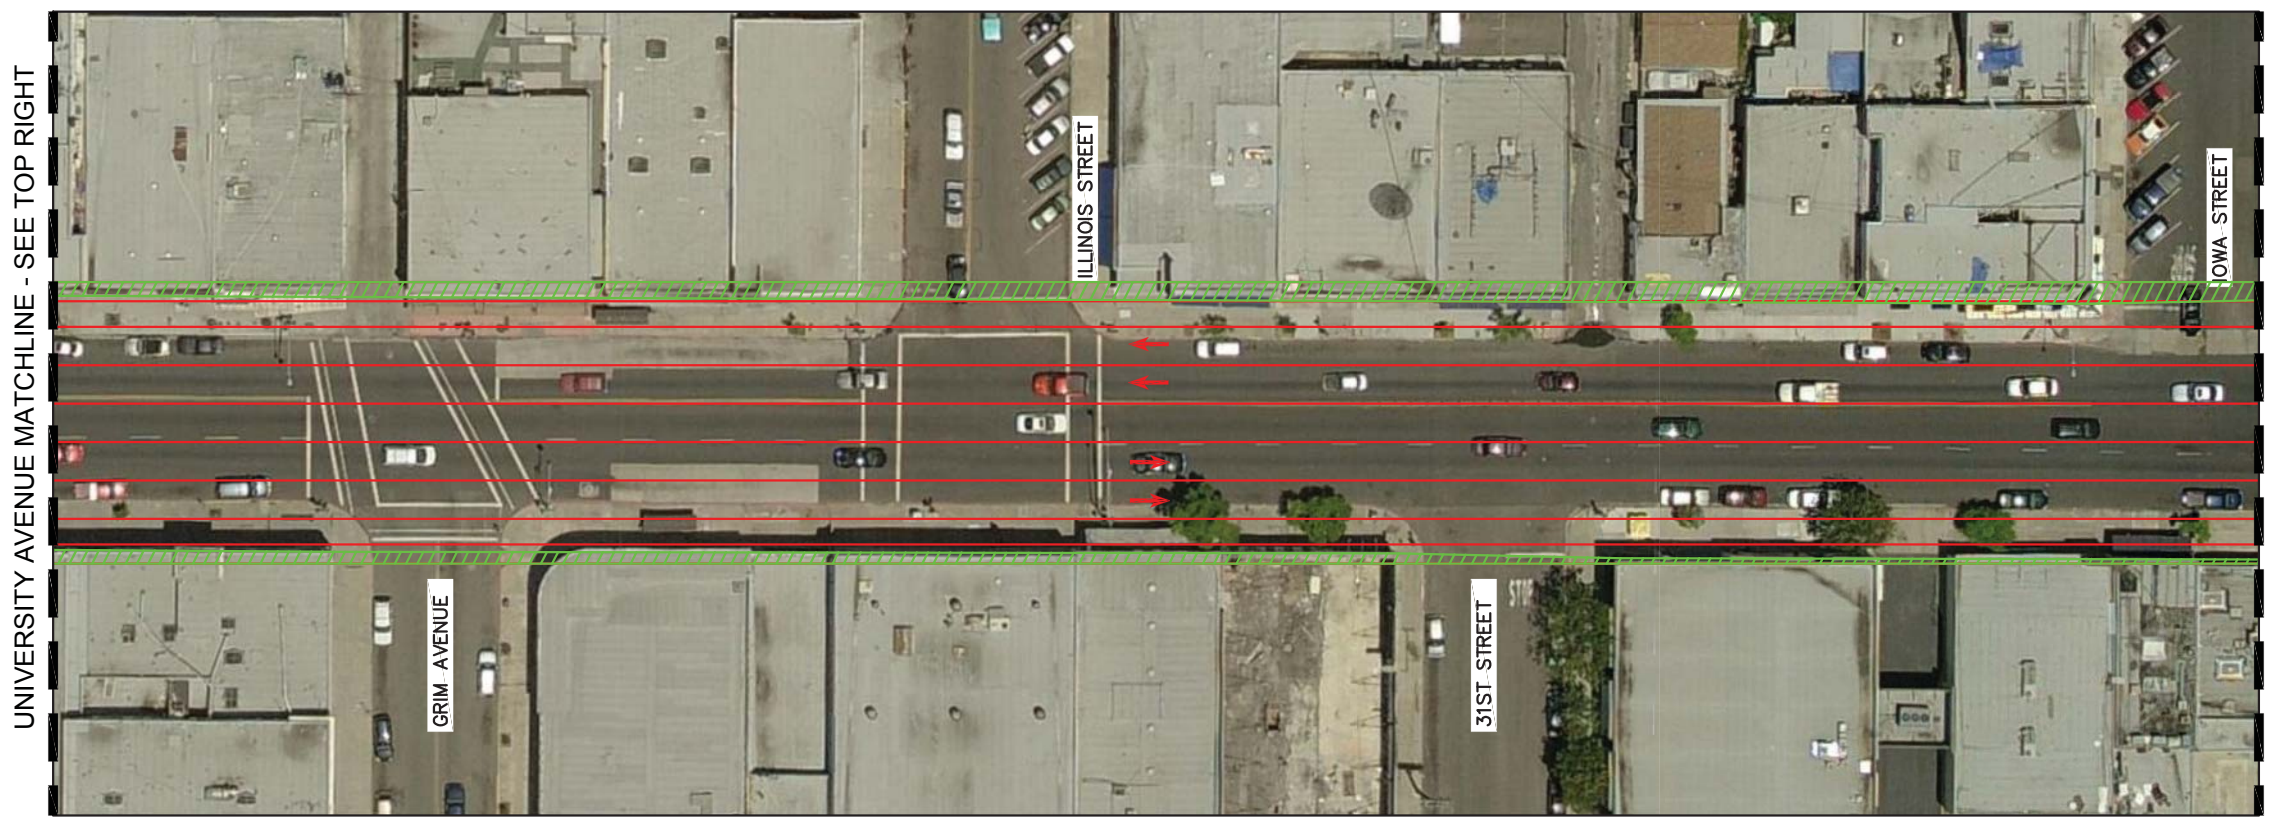 UNIVERSITY AVENUE MATCHLINE - SEE TOP RIGHT
ILLINOIS STREET
IOWA STREET
GRIM AVENUE
31ST STREET